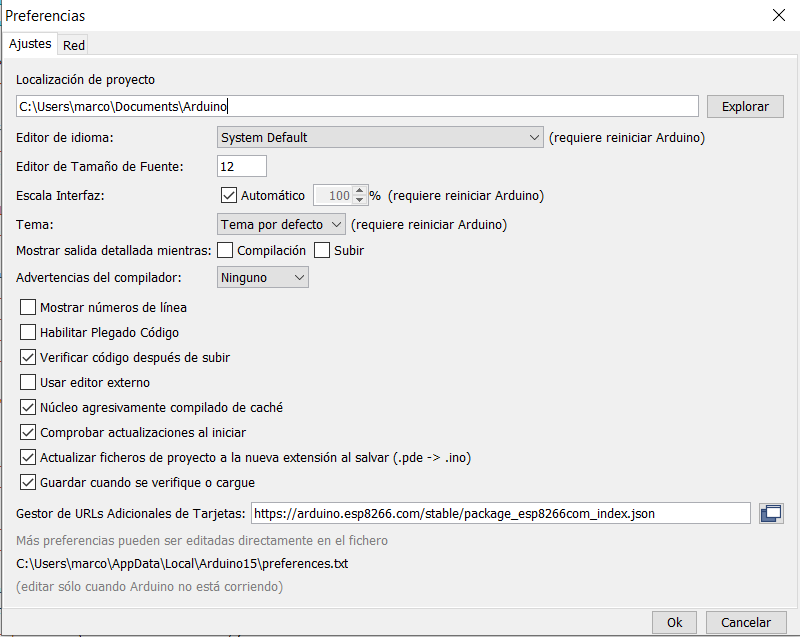 Preferencias
Ajustes Red
Localización de proyecto
C:\Users\marco\Documents\Arduino Explorar
Editor de idioma: System Default (requiere reiniciar Arduino)
Editor de Tamaño de Fuente: 12
Escala Interfaz: Automático 100 % (requiere reiniciar Arduino)
Tema: Tema por defecto (requiere reiniciar Arduino)
Mostrar salida detallada mientras: Compilación Subir
Advertencias del compilador: Ninguno
Mostrar números de línea
Habilitar Plegado Código
Verificar código después de subir
Usar editor externo
Núcleo agresivamente compilado de caché
Comprobar actualizaciones al iniciar
Actualizar ficheros de proyecto a la nueva extensión al salvar (.pde -> .ino)
Guardar cuando se verifique o cargue
Gestor de URLs Adicionales de Tarjetas: https://arduino.esp8266.com/stable/package_esp8266com_index.json
Más preferencias pueden ser editadas directamente en el fichero
C:\Users\marco\AppData\Local\Arduino15\preferences.txt
(editar sólo cuando Arduino no está corriendo)
Ok Cancelar